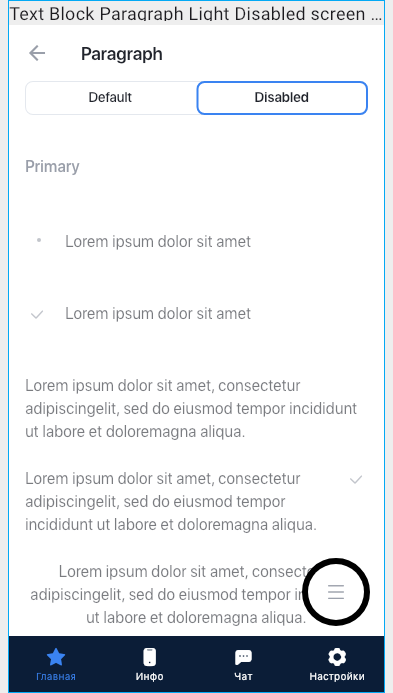 Text Block Paragraph Light Disabled screen ...
Paragraph
Default
Disabled
Primary
Lorem ipsum dolor sit amet
Lorem ipsum dolor sit amet
Lorem ipsum dolor sit amet, consectetur
adipiscingelit, sed do eiusmod tempor incididunt
ut labore et doloremagna aliqua.
Lorem ipsum dolor sit amet, consectetur
adipiscingelit, sed do eiusmod tempor
incididunt ut labore et doloremagna aliqua.
Lorem ipsum dolor sit amet,
adipiscingelit, sed do eiusmod tempor
ut labore et doloremagna aliqua.
Главная
Инфо
Чат
Настройки